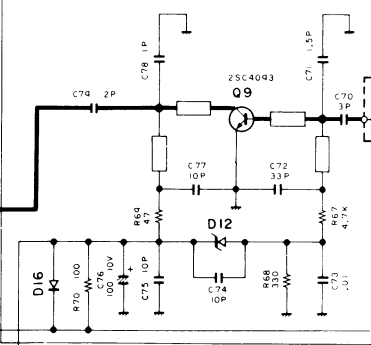 C78 1P
C71 1.5P
2SC4093
Q9
C79 2P
C70
3P
C77
10P
C72
33P
R69
47
R67
4.7K
D12
D16
R70 100
C76
100 10V
+
C75 10P
C74
10P
R68
330
C73 .01